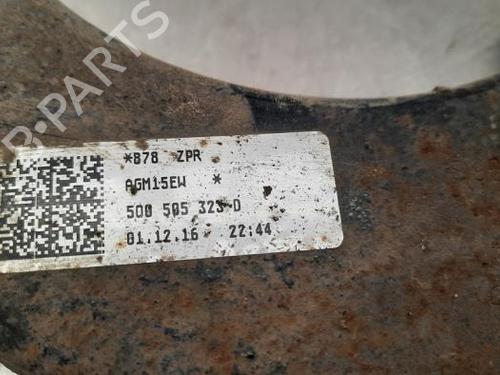 B-PARTS
*878 ZPR
AGM15EW *
5Q0 505 323 D
01.12.16 22:44